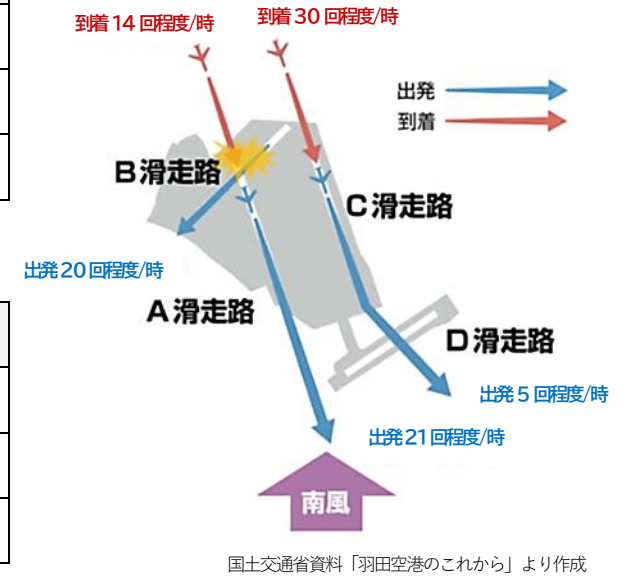 到着14回程度/時
到着30回程度/時
出発
到着
B滑走路
C滑走路
出発20回程度/時
A滑走路
D滑走路
出発5回程度/時
出発21回程度/時
南風
国土交通省資料「羽田空港のこれから」より作成